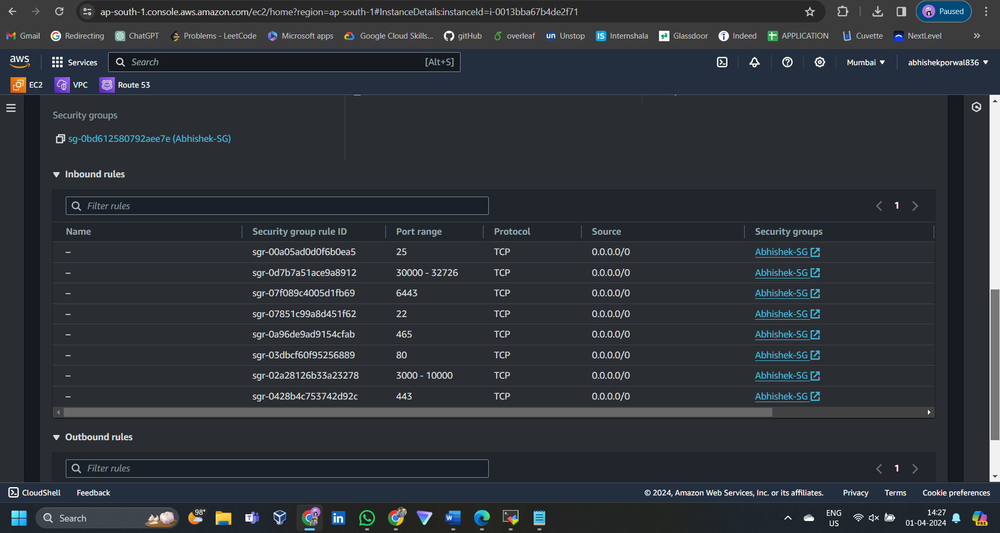 ap-south-1.console.aws.amazon.com/ec2/home?region=ap-south-1#InstanceDetails:instanceId=i-0013bba67b4de2f71
Paused
Gmail Redirecting ChatGPT Problems - LeetCode Microsoft apps Google Cloud Skills... gitHub overleaf un Unstop IS Internshala Glassdoor Indeed APPLICATION Cuvette NextLevel »
aws Services Search [Alt+S] Mumbai abhishekporwal836
EC2 VPC 53 Route 53
Security groups
sg-0bd612580792aee7e (Abhishek-SG)
Inbound rules
Filter rules 1
Name Security group rule ID Port range Protocol Source Security groups
– sgr-00a05ad0d0f6b0ea5 25 TCP 0.0.0.0/0 Abhishek-SG
– sgr-0d7b7a51ace9a8912 30000 - 32726 TCP 0.0.0.0/0 Abhishek-SG
– sgr-07f089c4005d1fb69 6443 TCP 0.0.0.0/0 Abhishek-SG
– sgr-07851c99a8d451f62 22 TCP 0.0.0.0/0 Abhishek-SG
– sgr-0a96de9ad9154cfab 465 TCP 0.0.0.0/0 Abhishek-SG
– sgr-03dbcf60f95256889 80 TCP 0.0.0.0/0 Abhishek-SG
– sgr-02a28126b33a23278 3000 - 10000 TCP 0.0.0.0/0 Abhishek-SG
– sgr-0428b4c753742d92c 443 TCP 0.0.0.0/0 Abhishek-SG
Outbound rules
Filter rules 1
CloudShell Feedback © 2024, Amazon Web Services, Inc. or its affiliates. Privacy Terms Cookie preferences
Search 98° in W ENG 14:27
US 01-04-2024 PRE